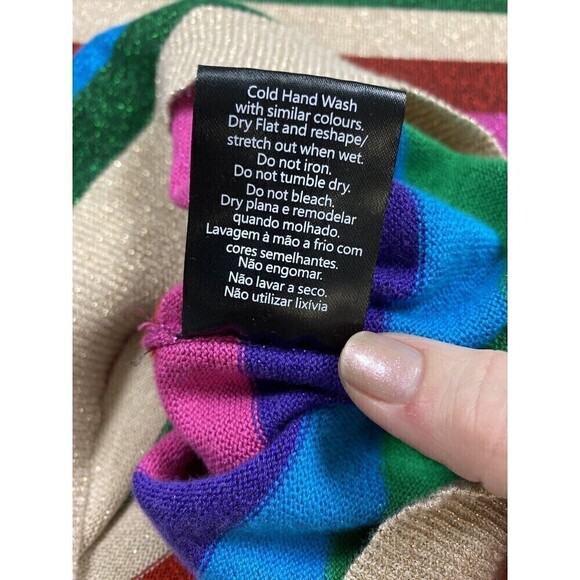 Cold Hand Wash
with similar colours.
Dry Flat and reshape/
stretch out when wet.
Do not iron.
Do not tumble dry.
Do not bleach.
Dry plana e remodelar
quando molhado.
Lavagem à mão a frio com
cores semelhantes.
Não engomar.
Não lavar a seco.
Não utilizar lixívia